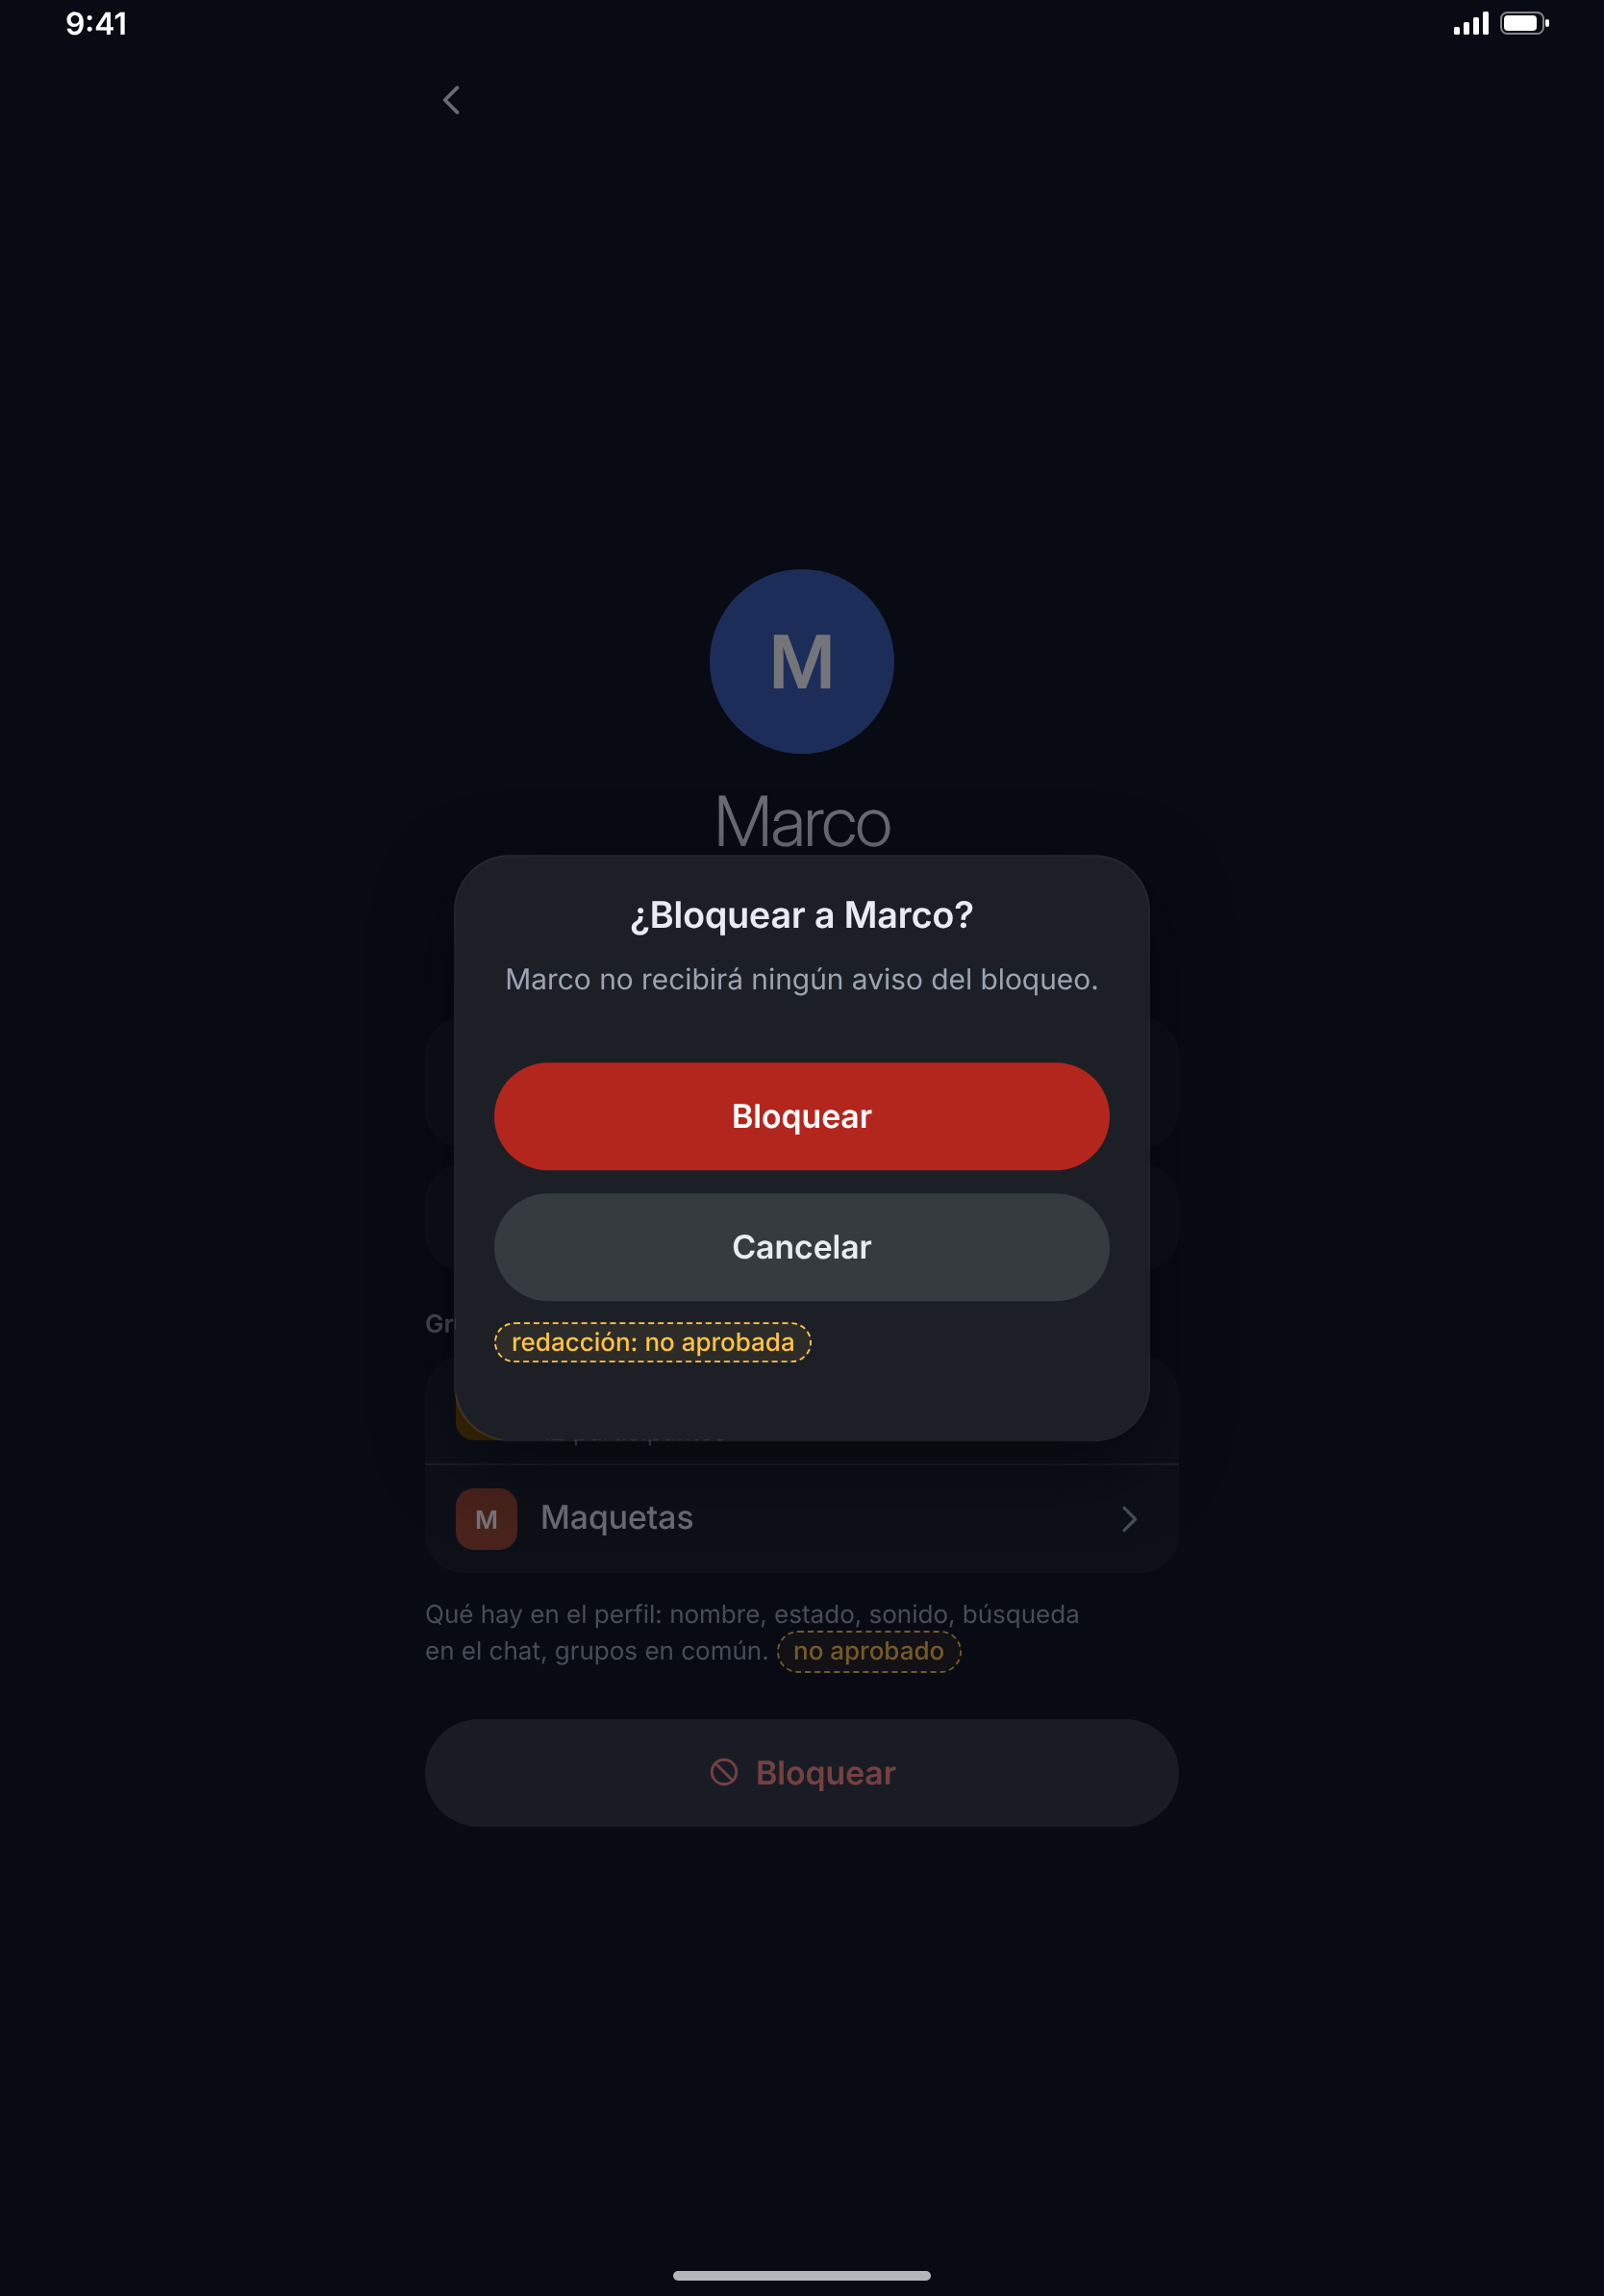 9:41
M
Marco
¿Bloquear a Marco?
Marco no recibirá ningún aviso del bloqueo.
Bloquear
Cancelar
redacción: no aprobada
M
Maquetas
Qué hay en el perfil: nombre, estado, sonido, búsqueda
en el chat, grupos en común. no aprobado
Bloquear